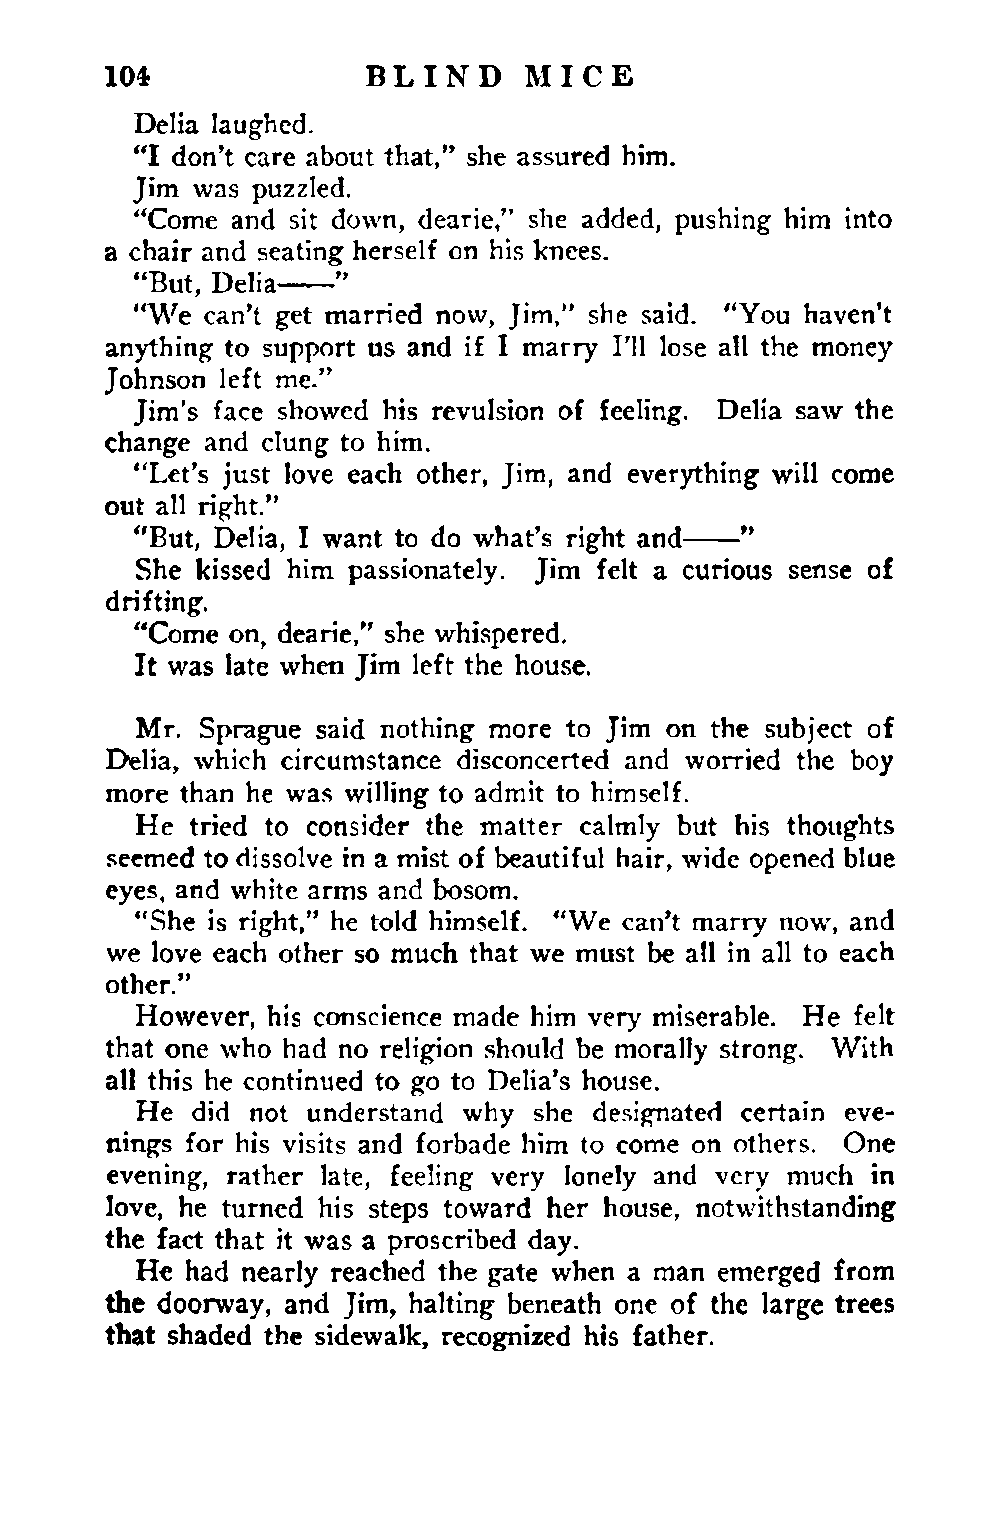 104 BLIND MICE
Delia laughed.
“I don’t care about that,” she assured him.
Jim was puzzled.
“Come and sit down, dearie,” she added, pushing him into
a chair and seating herself on his knees.
“But, Delia——”
“We can’t get married now, Jim,” she said. “You haven’t
anything to support us and if I marry I’ll lose all the money
Johnson left me.”
Jim’s face showed his revulsion of feeling. Delia saw the
change and clung to him.
“Let’s just love each other, Jim, and everything will come
out all right.”
“But, Delia, I want to do what’s right and——”
She kissed him passionately. Jim felt a curious sense of
drifting.
“Come on, dearie,” she whispered.
It was late when Jim left the house.
Mr. Sprague said nothing more to Jim on the subject of
Delia, which circumstance disconcerted and worried the boy
more than he was willing to admit to himself.
He tried to consider the matter calmly but his thoughts
seemed to dissolve in a mist of beautiful hair, wide opened blue
eyes, and white arms and bosom.
“She is right,” he told himself. “We can’t marry now, and
we love each other so much that we must be all in all to each
other.”
However, his conscience made him very miserable. He felt
that one who had no religion should be morally strong. With
all this he continued to go to Delia’s house.
He did not understand why she designated certain eve-
nings for his visits and forbade him to come on others. One
evening, rather late, feeling very lonely and very much in
love, he turned his steps toward her house, notwithstanding
the fact that it was a proscribed day.
He had nearly reached the gate when a man emerged from
the doorway, and Jim, halting beneath one of the large trees
that shaded the sidewalk, recognized his father.